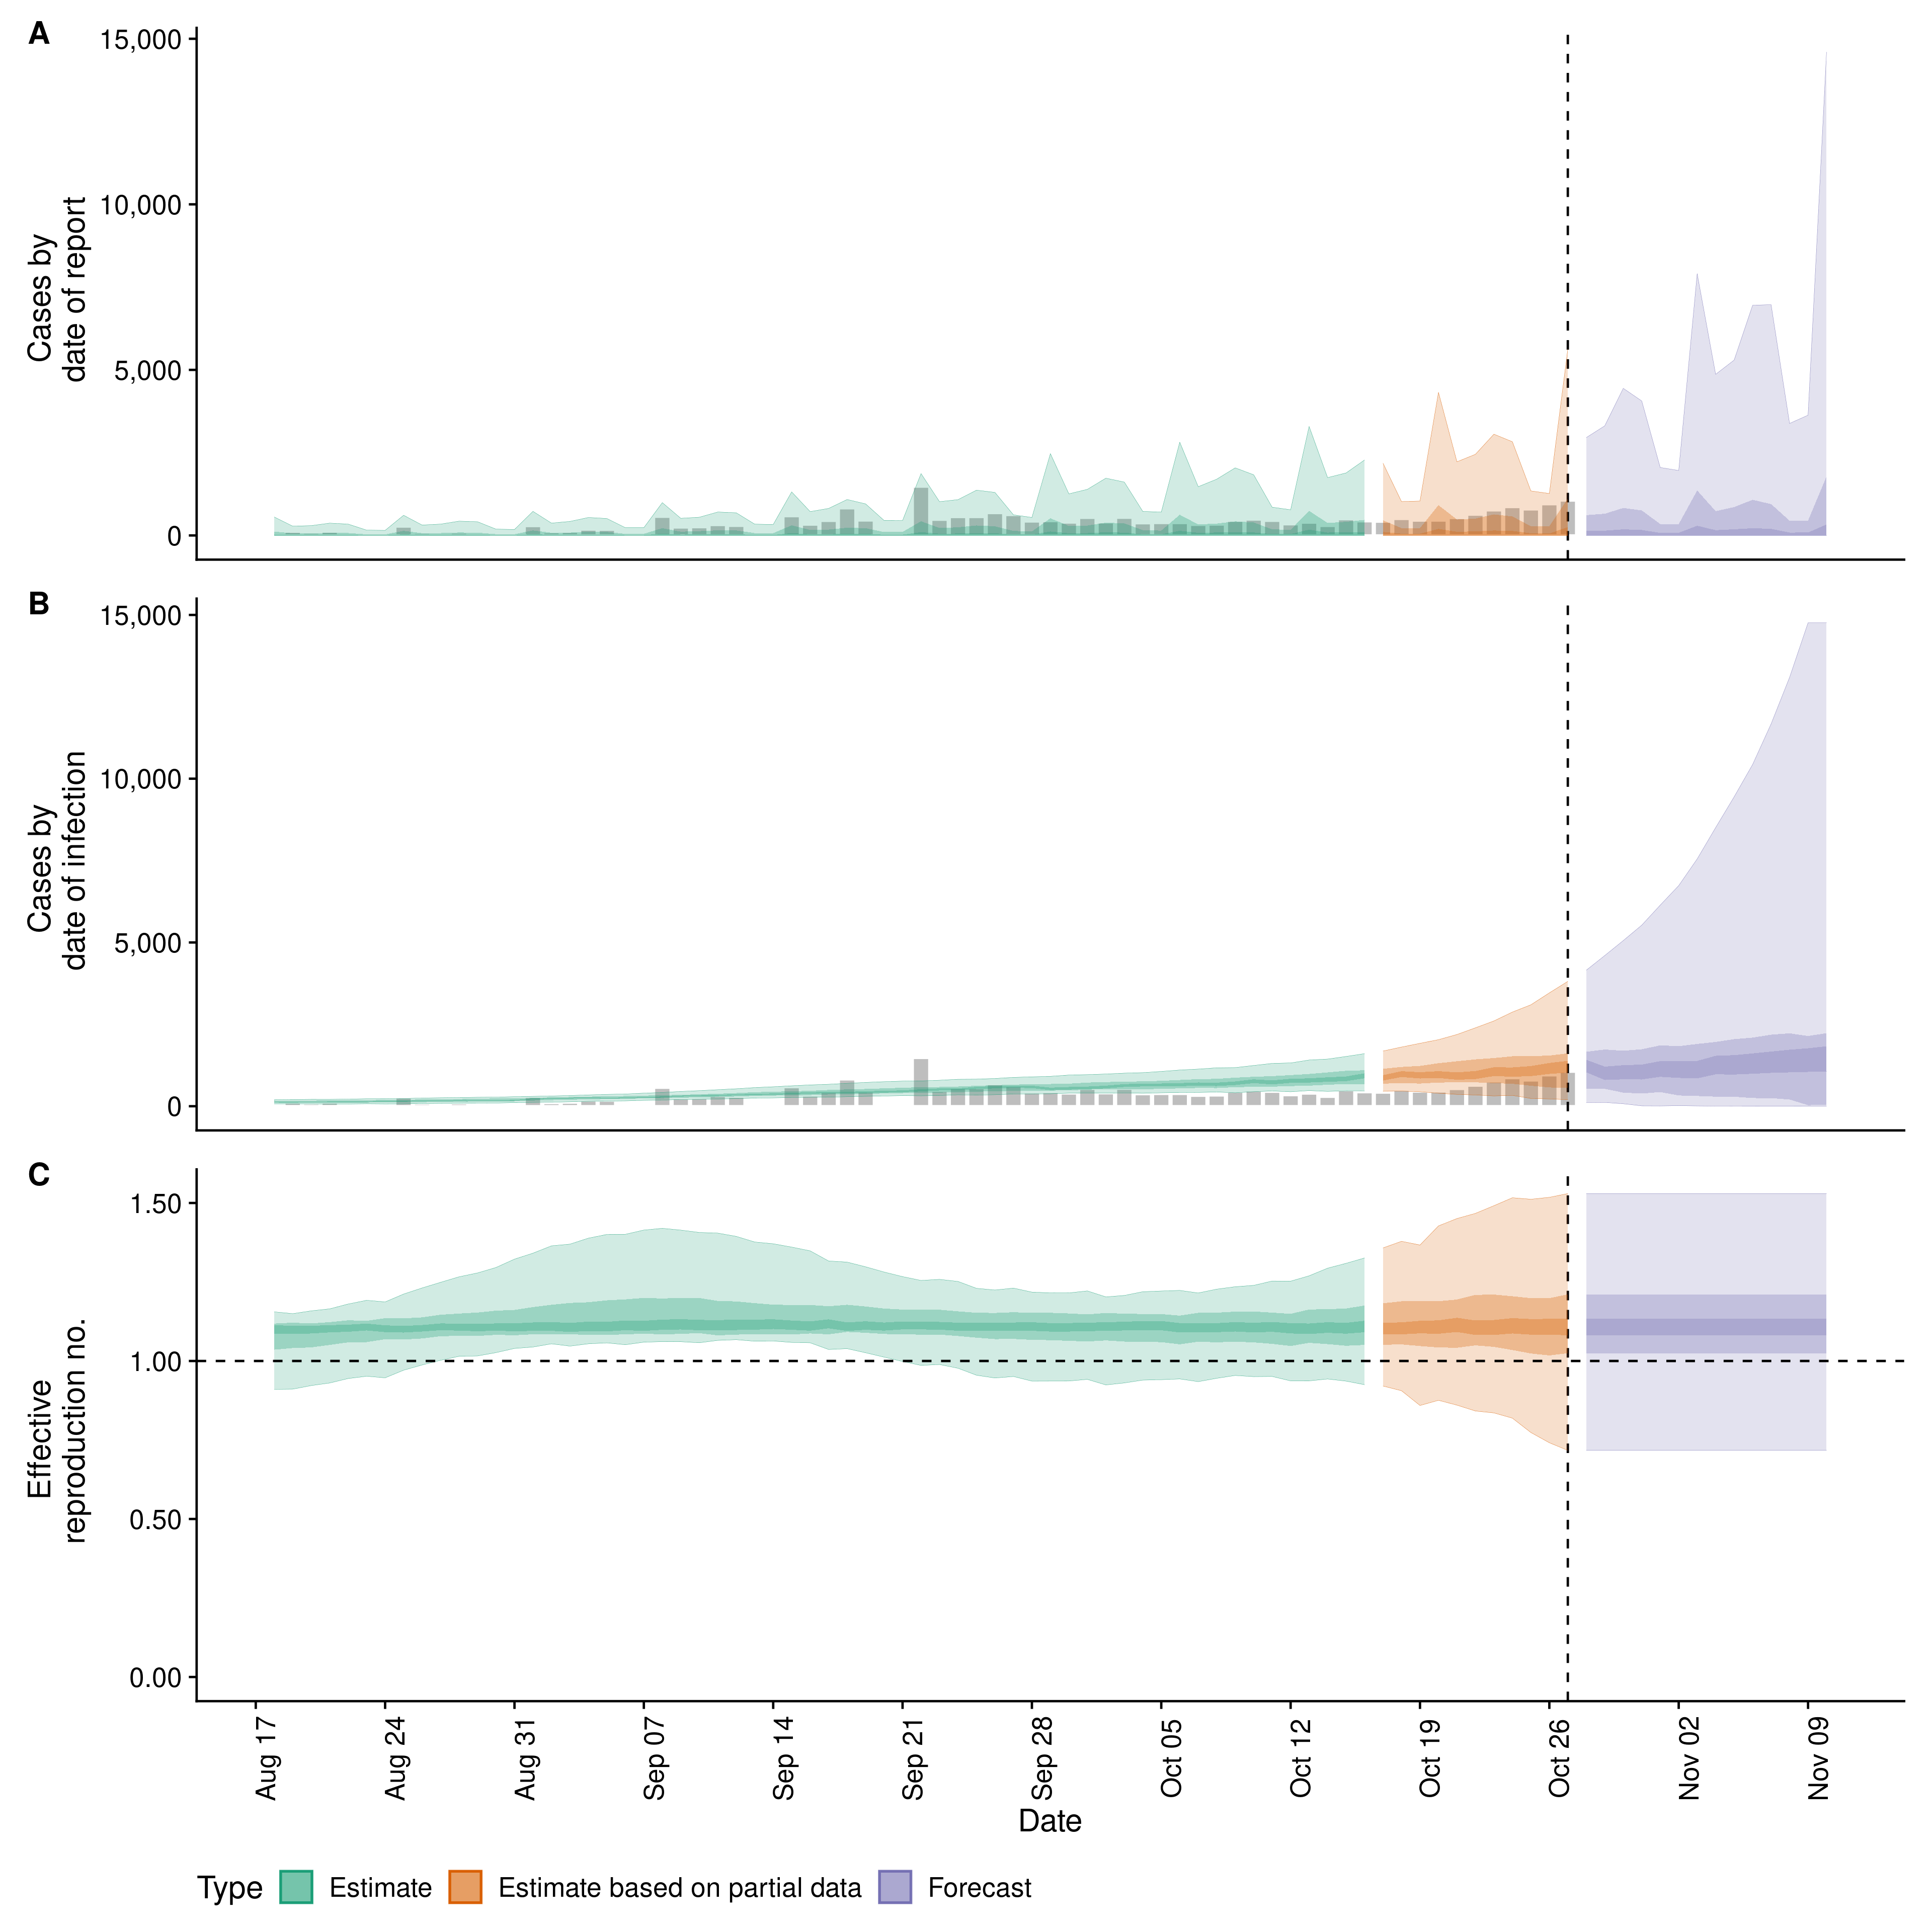 A
15,000
10,000
5,000
0
Cases by
date of report
B
15,000
10,000
5,000
0
Cases by
date of infection
C
1.50
1.00
0.50
0.00
Effective
reproduction no.
Aug 17
Aug 24
Aug 31
Sep 07
Sep 14
Sep 21
Sep 28
Oct 05
Oct 12
Oct 19
Oct 26
Nov 02
Nov 09
Date
Type Estimate Estimate based on partial data Forecast